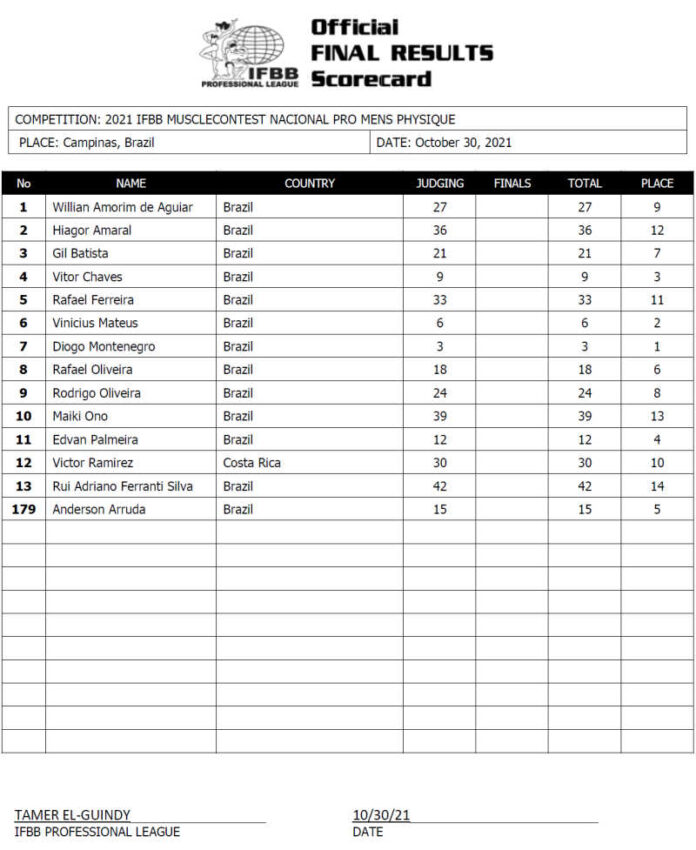 Official
FINAL RESULTS
Scorecard
IFBB
PROFESSIONAL LEAGUE
COMPETITION: 2021 IFBB MUSCLECONTEST NACIONAL PRO MENS PHYSIQUE
PLACE: Campinas, Brazil DATE: October 30, 2021
No NAME COUNTRY JUDGING FINALS TOTAL PLACE
1 Willian Amorim de Aguiar Brazil 27 27 9
2 Hiagor Amaral Brazil 36 36 12
3 Gil Batista Brazil 21 21 7
4 Vitor Chaves Brazil 9 9 3
5 Rafael Ferreira Brazil 33 33 11
6 Vinicius Mateus Brazil 6 6 2
7 Diogo Montenegro Brazil 3 3 1
8 Rafael Oliveira Brazil 18 18 6
9 Rodrigo Oliveira Brazil 24 24 8
10 Maiki Ono Brazil 39 39 13
11 Edvan Palmeira Brazil 12 12 4
12 Victor Ramirez Costa Rica 30 30 10
13 Rui Adriano Ferranti Silva Brazil 42 42 14
179 Anderson Arruda Brazil 15 15 5
TAMER EL-GUINDY 10/30/21
IFBB PROFESSIONAL LEAGUE DATE